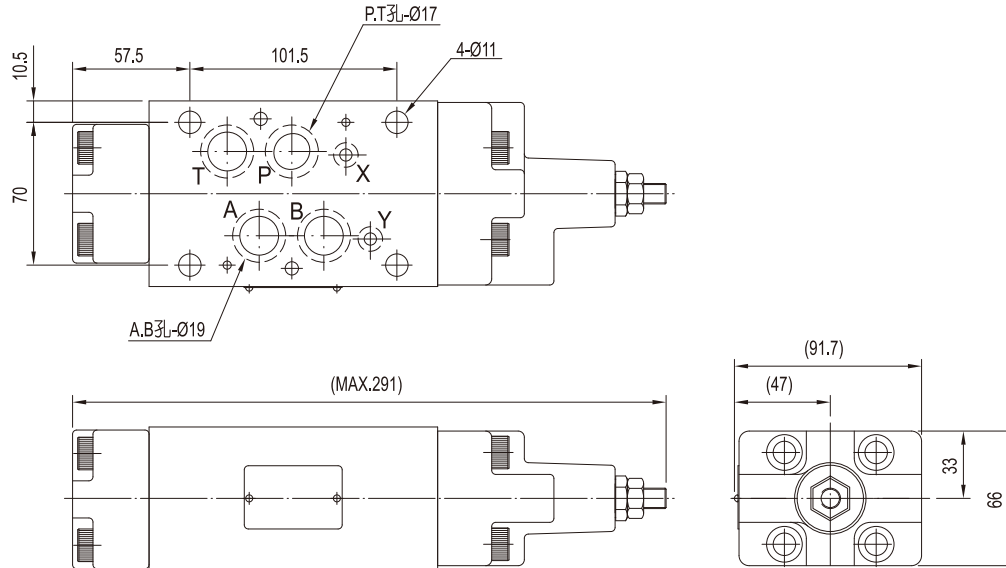 P.T孔-Ø17
57.5
101.5
4-Ø11
10.5
70
T
P
X
A
B
Y
A.B孔-Ø19
(MAX.291)
(91.7)
(47)
33
66